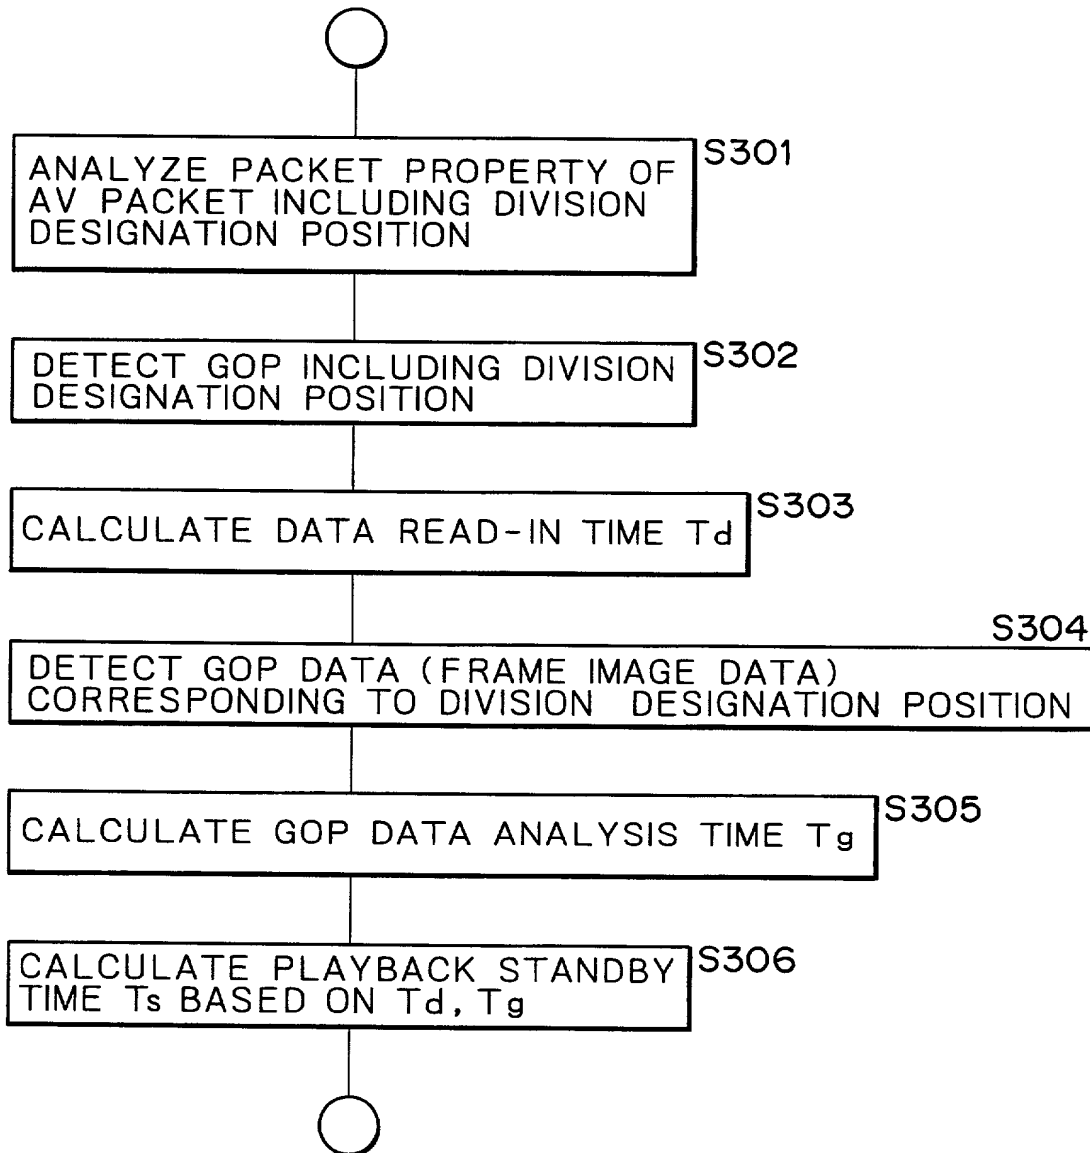 S301
ANALYZE PACKET PROPERTY OF
AV PACKET INCLUDING DIVISION
DESIGNATION POSITION
S302
DETECT GOP INCLUDING DIVISION
DESIGNATION POSITION
S303
CALCULATE DATA READ-IN TIME Td
S304
DETECT GOP DATA (FRAME IMAGE DATA)
CORRESPONDING TO DIVISION DESIGNATION POSITION
S305
CALCULATE GOP DATA ANALYSIS TIME Tg
S306
CALCULATE PLAYBACK STANDBY
TIME Ts BASED ON Td, Tg